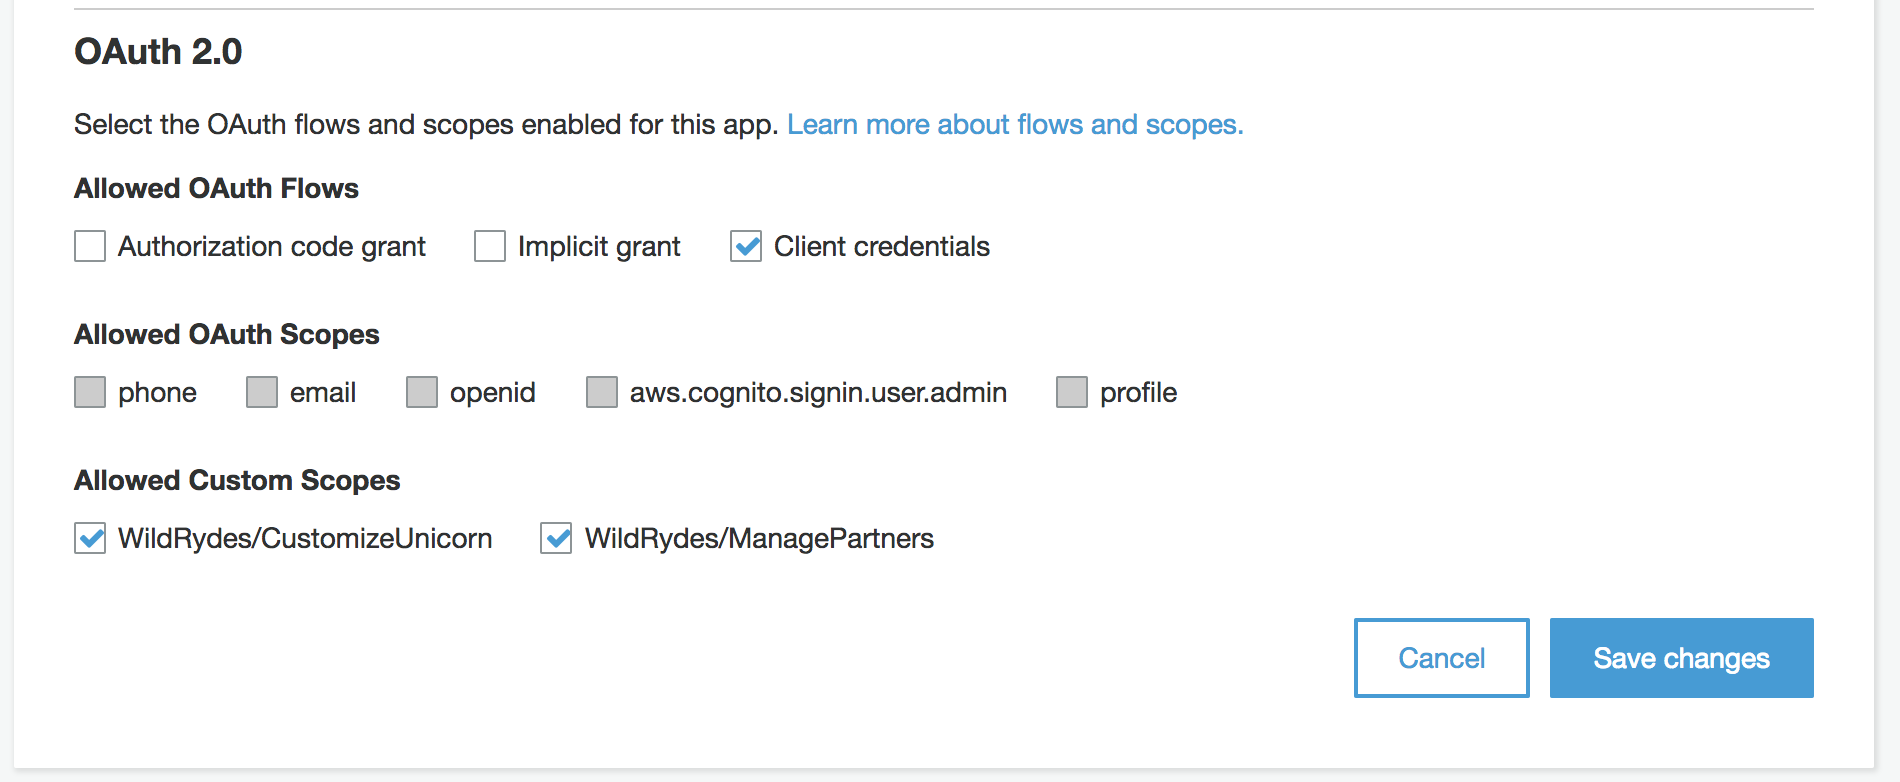 OAuth 2.0
Select the OAuth flows and scopes enabled for this app. Learn more about flows and scopes.
Allowed OAuth Flows
Authorization code grant Implicit grant Client credentials
Allowed OAuth Scopes
phone email openid aws.cognito.signin.user.admin profile
Allowed Custom Scopes
WildRydes/CustomizeUnicorn WildRydes/ManagePartners
Cancel Save changes